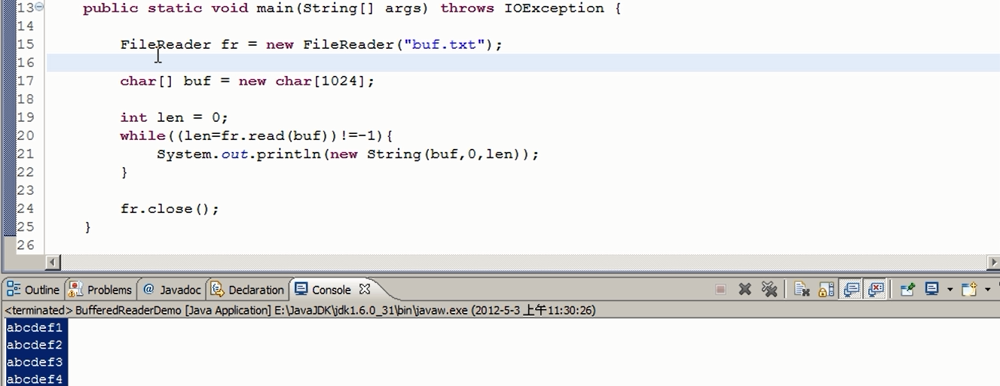 13 public static void main(String[] args) throws IOException {
14
15 FileReader fr = new FileReader("buf.txt");
16
17 char[] buf = new char[1024];
18
19 int len = 0;
20 while((len=fr.read(buf))!=-1){
21 System.out.println(new String(buf,0,len));
22 }
23
24 fr.close();
25 }
26
Outline Problems @ Javadoc Declaration Console
<terminated> BufferedReaderDemo [Java Application] E:\JavaJDK\jdk1.6.0_31\bin\javaw.exe (2012-5-3 上午11:30:26)
abcdef1
abcdef2
abcdef3
abcdef4